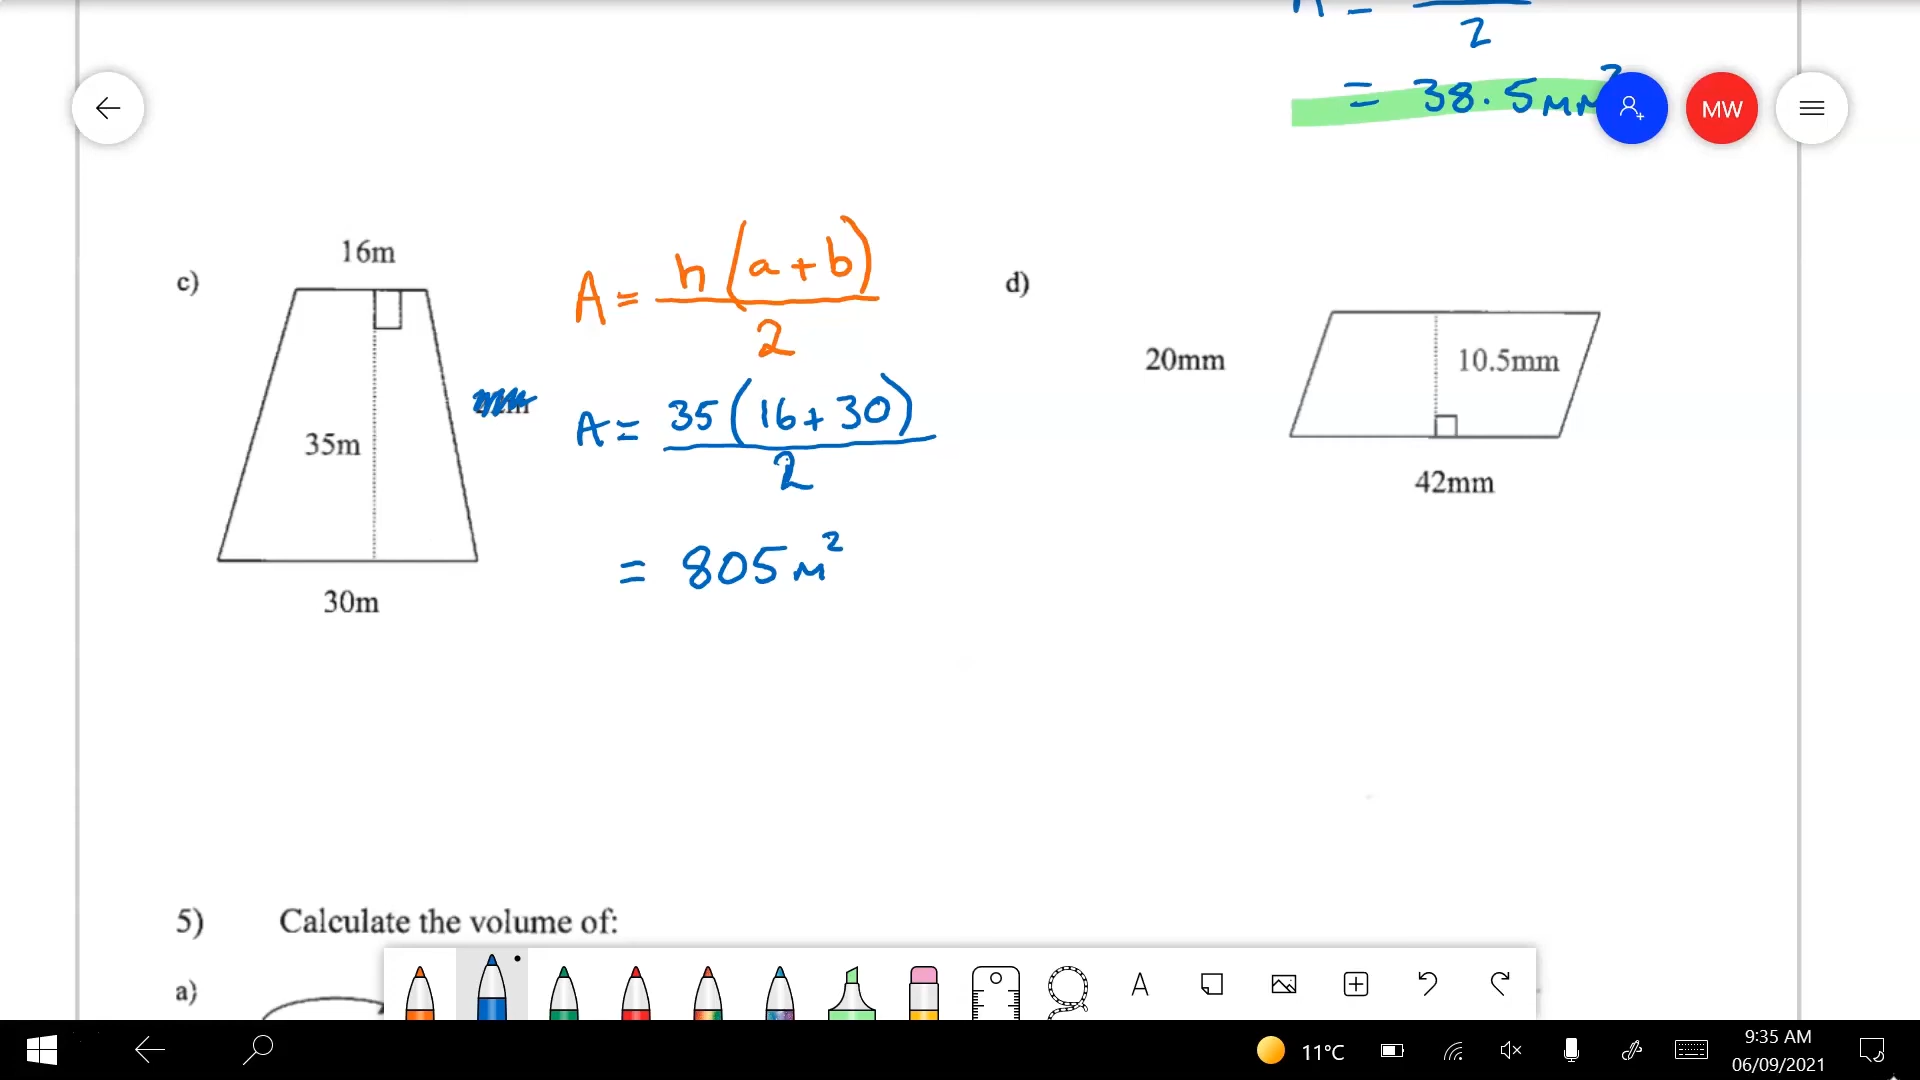 A =
2
= 38.5mm²
MW
c)
16m
35m
30m
A = h(a+b)
2
A = 35(16+30)
2
= 805m²
d)
20mm
10.5mm
42mm
5) Calculate the volume of:
a)
A
11°C
9:35 AM
06/09/2021